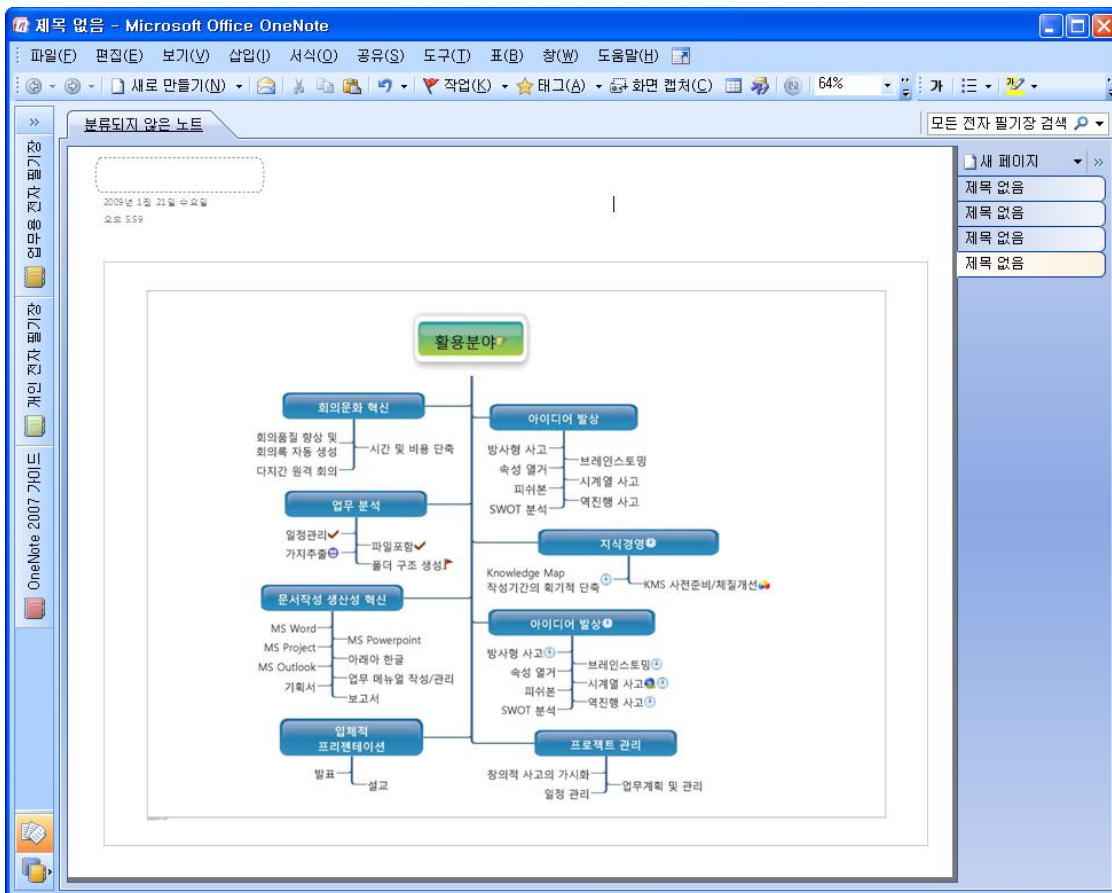 제목 없음 - Microsoft Office OneNote
파일(F) 편집(E) 보기(V) 삽입(I) 서식(O) 공유(S) 도구(T) 표(B) 창(W) 도움말(H)
새로 만들기(N) 작업(K) 태그(A) 화면 캡처(C) 64% 가
분류되지 않은 노트
모든 전자 필기장 검색
업무용 전자 필기장
개인 전자 필기장
OneNote 2007 가이드
새 페이지
제목 없음
제목 없음
제목 없음
제목 없음
2009년 1월 21일 수요일
오후 5:59
활용분야
회의문화 혁신
회의품질 향상 및
회의록 자동 생성
다지간 원격 회의
시간 및 비용 단축
업무 분석
일정관리
가지추출
파일포함
폴더 구조 생성
문서작성 생산성 혁신
MS Word
MS Project
MS Outlook
기획서
MS Powerpoint
아래아 한글
업무 메뉴얼 작성/관리
보고서
입체적
프리젠테이션
발표
설교
아이디어 발상
방사형 사고
속성 열거
피쉬본
SWOT 분석
브레인스토밍
시계열 사고
역진행 사고
지식경영
Knowledge Map
작성기간의 획기적 단축
KMS 사전준비/체질개선
아이디어 발상
방사형 사고
속성 열거
피쉬본
SWOT 분석
브레인스토밍
시계열 사고
역진행 사고
프로젝트 관리
창의적 사고의 가시화
일정 관리
업무계획 및 관리